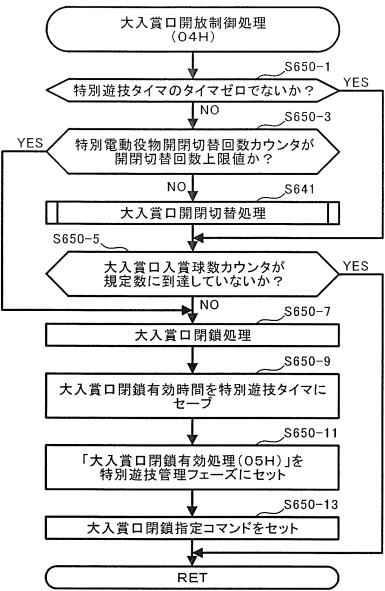 大入賞口開放制御処理
(04H)
S650-1
特別遊技タイマのタイマゼロでないか?
YES
NO
S650-3
YES
特別電動役物開閉切替回数カウンタが
開閉切替回数上限値か?
NO
S641
大入賞口開閉切替処理
S650-5
大入賞口入賞球数カウンタが
規定数に到達していないか?
YES
NO
S650-7
大入賞口閉鎖処理
S650-9
大入賞口閉鎖有効時間を特別遊技タイマに
セーブ
S650-11
「大入賞口閉鎖有効処理(05H)」を
特別遊技管理フェーズにセット
S650-13
大入賞口閉鎖指定コマンドをセット
RET